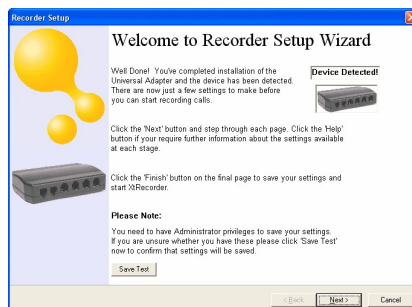 Recorder Setup
Welcome to Recorder Setup Wizard
Well Done! You've completed installation of the
Universal Adapter and the device has been detected.
There are now just a few settings to make before
you can start recording calls.
Device Detected!
Click the 'Next' button and step through each page. Click the 'Help'
button if your require further information about the settings available
at each stage.
Click the 'Finish' button on the final page to save your settings and
start XtRecorder.
Please Note:
You need to have Administrator privileges to save your settings.
If you are unsure whether you have these please click 'Save Test'
now to confirm that settings will be saved.
Save Test
< Back
Next >
Cancel